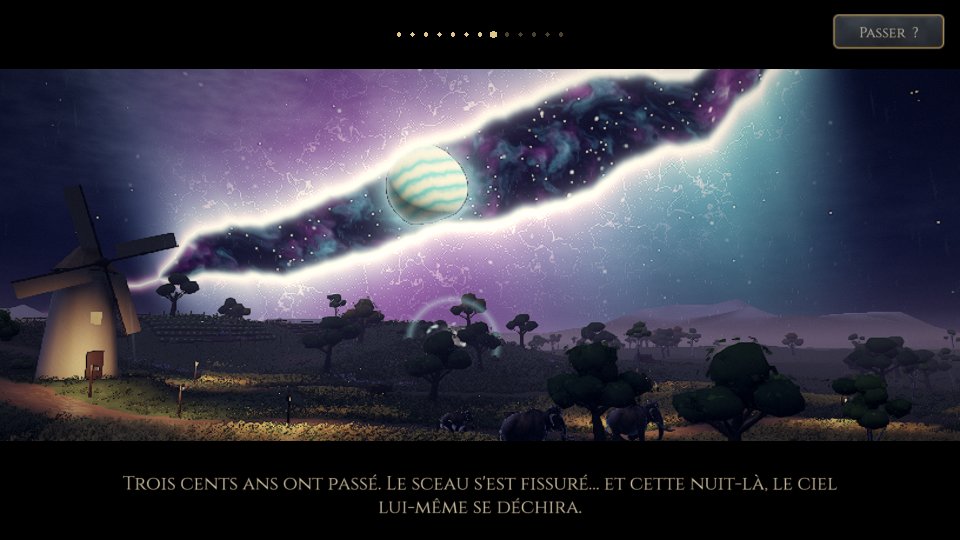 Passer ?
Trois cents ans ont passé. Le sceau s'est fissuré... et cette nuit-là, le ciel
lui-même se déchira.